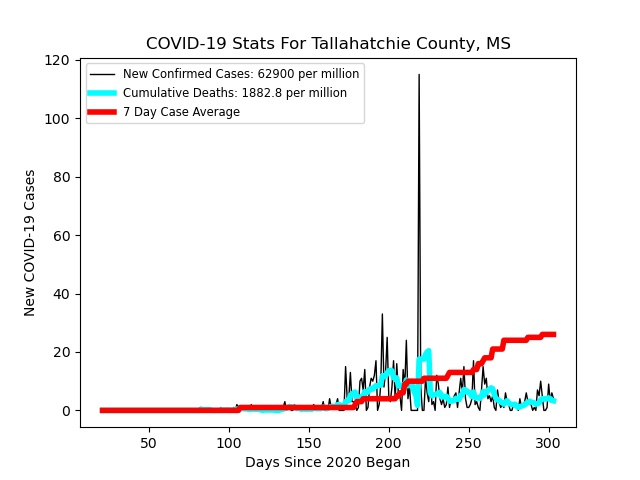 COVID-19 Stats For Tallahatchie County, MS
New Confirmed Cases: 62900 per million
Cumulative Deaths: 1882.8 per million
7 Day Case Average
New COVID-19 Cases
120
100
80
60
40
20
0
50 100 150 200 250 300
Days Since 2020 Began